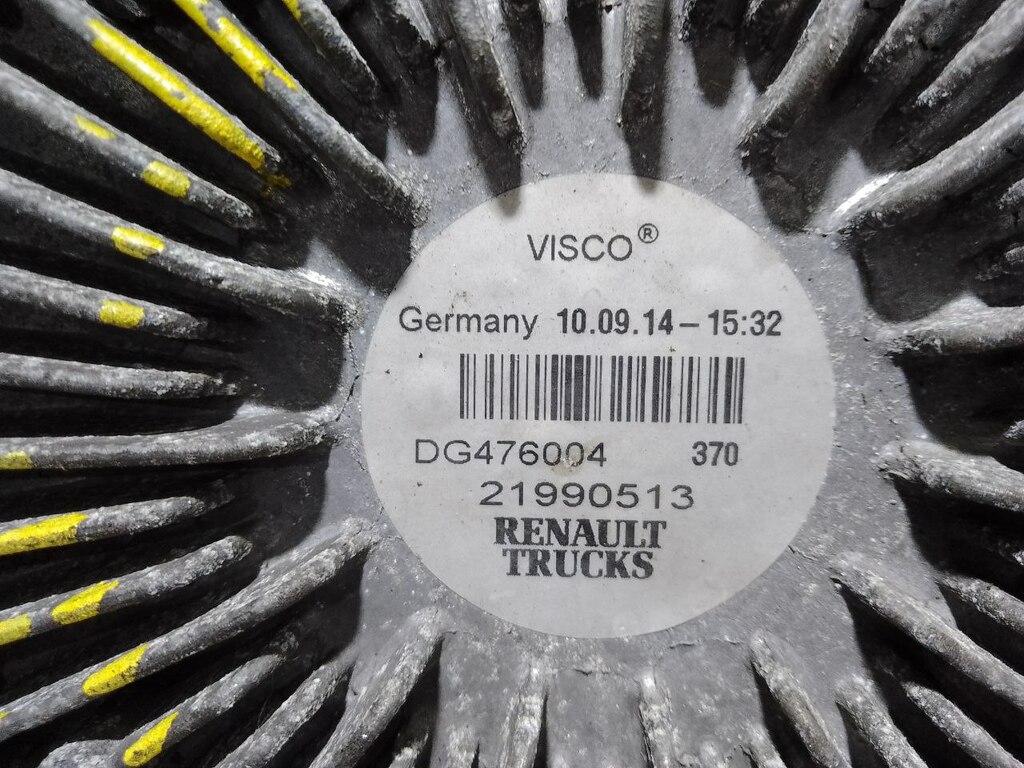 VISCO®
Germany 10.09.14 – 15:32
DG476004 370
21990513
RENAULT
TRUCKS